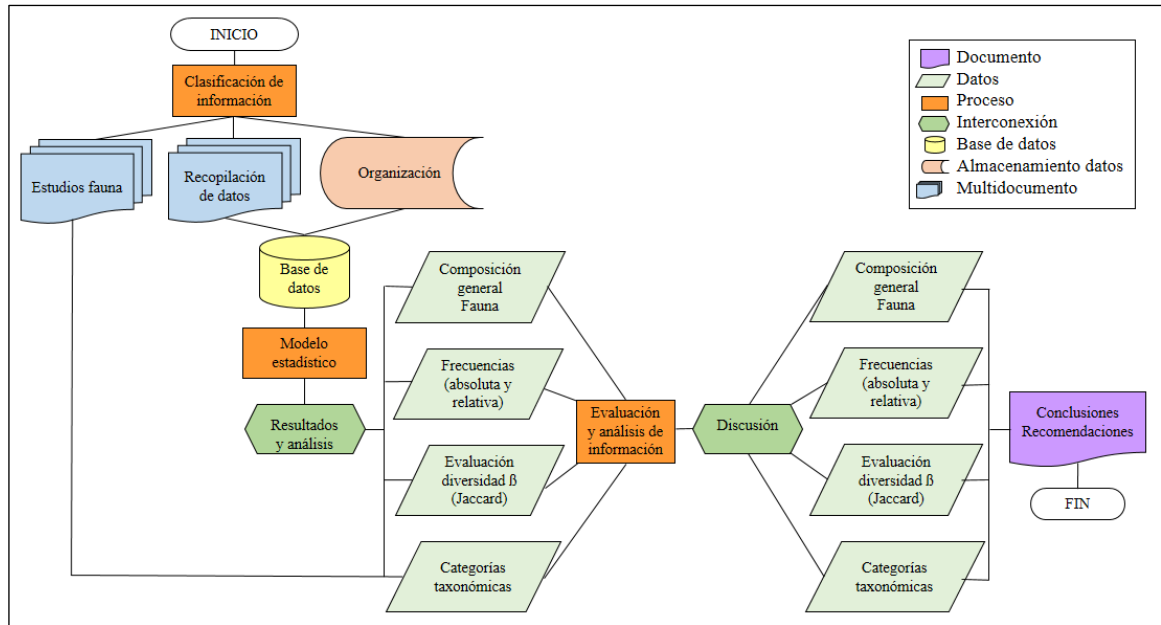 INICIO
Clasificación de
información
Estudios fauna
Recopilación
de datos
Organización
Base de
datos
Modelo
estadístico
Resultados
y análisis
Composición
general
Fauna
Frecuencias
(absoluta y
relativa)
Evaluación
diversidad ß
(Jaccard)
Categorías
taxonómicas
Evaluación
y análisis de
información
Discusión
Composición
general
Fauna
Frecuencias
(absoluta y
relativa)
Evaluación
diversidad ß
(Jaccard)
Categorías
taxonómicas
Conclusiones
Recomendaciones
FIN
Documento
Datos
Proceso
Interconexión
Base de datos
Almacenamiento datos
Multidocumento